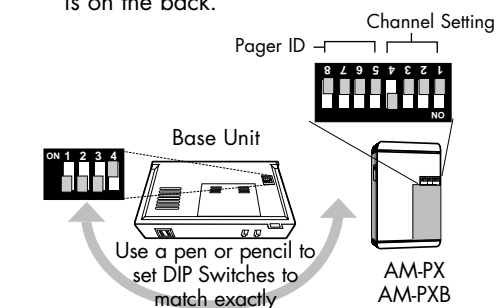 is on the back.
Channel Setting
Pager ID
8 7 6 5 4 3 2 1
ON
Base Unit
ON 1 2 3 4
Use a pen or pencil to
set DIP Switches to
match exactly
AM-PX
AM-PXB